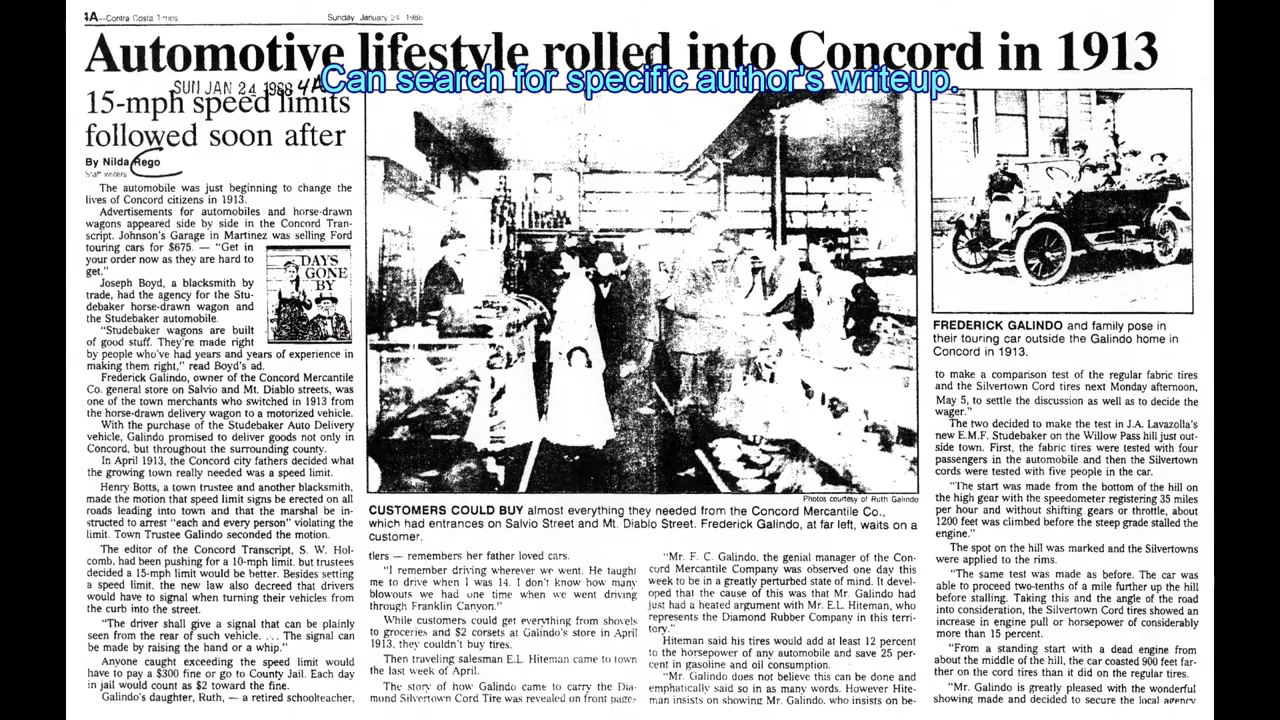 4A—Contra Costa Times
Sunday January 24, 1988
Automotive lifestyle rolled into Concord in 1913
Can search for specific author's writeup.
SUN JAN 24 1988 4A
15-mph speed limits
followed soon after
By Nilda Rego
Staff writers
The automobile was just beginning to change the
lives of Concord citizens in 1913.
Advertisements for automobiles and horse-drawn
wagons appeared side by side in the Concord Tran-
script. Johnson's Garage in Martinez was selling Ford
touring cars for $675. — "Get in
your order now as they are hard to
get."
DAYS
GONE
BY
Joseph Boyd, a blacksmith by
trade, had the agency for the Stu-
debaker horse-drawn wagon and
the Studebaker automobile.
"Studebaker wagons are built
of good stuff. They're made right
by people who've had years and years of experience in
making them right," read Boyd's ad.
Frederick Galindo, owner of the Concord Mercantile
Co. general store on Salvio and Mt. Diablo streets, was
one of the town merchants who switched in 1913 from
the horse-drawn delivery wagon to a motorized vehicle.
With the purchase of the Studebaker Auto Delivery
vehicle, Galindo promised to deliver goods not only in
Concord, but throughout the surrounding county.
In April 1913, the Concord city fathers decided what
the growing town really needed was a speed limit.
Henry Botts, a town trustee and another blacksmith,
made the motion that speed limit signs be erected on all
roads leading into town and that the marshal be in-
structed to arrest "each and every person" violating the
limit. Town Trustee Galindo seconded the motion.
The editor of the Concord Transcript, S. W. Hol-
comb, had been pushing for a 10-mph limit, but trustees
decided a 15-mph limit would be better. Besides setting
a speed limit, the new law also decreed that drivers
would have to signal when turning their vehicles from
the curb into the street.
"The driver shall give a signal that can be plainly
seen from the rear of such vehicle. ... The signal can
be made by raising the hand or a whip."
Anyone caught exceeding the speed limit would
have to pay a $300 fine or go to County Jail. Each day
in jail would count as $2 toward the fine.
Galindo's daughter, Ruth, — a retired schoolteacher,
Photos courtesy of Ruth Galindo
CUSTOMERS COULD BUY almost everything they needed from the Concord Mercantile Co.,
which had entrances on Salvio Street and Mt. Diablo Street. Frederick Galindo, at far left, waits on a
customer.
tlers — remembers her father loved cars.
"I remember driving wherever we went. He taught
me to drive when I was 14. I don't know how many
blowouts we had one time when we went driving
through Franklin Canyon."
While customers could get everything from shovels
to groceries and $2 corsets at Galindo's store in April
1913, they couldn't buy tires.
Then traveling salesman E.L. Hiteman came to town
the last week of April.
The story of how Galindo came to carry the Dia-
mond Silvertown Cord Tire was revealed on front page-
"Mr. F. C. Galindo, the genial manager of the Con-
cord Mercantile Company was observed one day this
week to be in a greatly perturbed state of mind. It devel-
oped that the cause of this was that Mr. Galindo had
just had a heated argument with Mr. E.L. Hiteman, who
represents the Diamond Rubber Company in this terri-
tory."
Hiteman said his tires would add at least 12 percent
to the horsepower of any automobile and save 25 per-
cent in gasoline and oil consumption.
"Mr. Galindo does not believe this can be done and
emphatically said so in as many words. However Hite-
man insists on showing Mr. Galindo, who insists on be-
FREDERICK GALINDO and family pose in
their touring car outside the Galindo home in
Concord in 1913.
to make a comparison test of the regular fabric tires
and the Silvertown Cord tires next Monday afternoon,
May 5, to settle the discussion as well as to decide the
wager."
The two decided to make the test in J.A. Lavazolla's
new E.M.F. Studebaker on the Willow Pass hill just out-
side town. First, the fabric tires were tested with four
passengers in the automobile and then the Silvertown
cords were tested with five people in the car.
"The start was made from the bottom of the hill on
the high gear with the speedometer registering 35 miles
per hour and without shifting gears or throttle, about
1200 feet was climbed before the steep grade stalled the
engine."
The spot on the hill was marked and the Silvertowns
were applied to the rims.
"The same test was made as before. The car was
able to proceed two-tenths of a mile further up the hill
before stalling. Taking this and the angle of the road
into consideration, the Silvertown Cord tires showed an
increase in engine pull or horsepower of considerably
more than 15 percent.
"From a standing start with a dead engine from
about the middle of the hill, the car coasted 900 feet far-
ther on the cord tires than it did on the regular tires.
"Mr. Galindo is greatly pleased with the wonderful
showing made and decided to secure the local agency